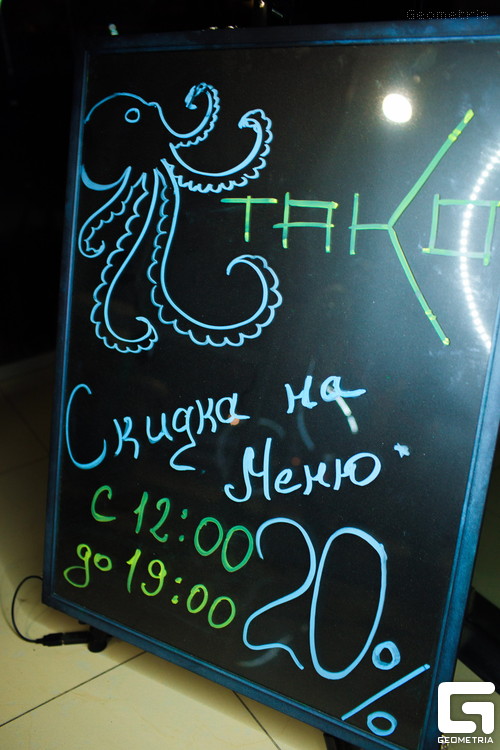 Geometria
тако
Скидка на
Меню*
с 12:00
до 19:00
20%
GEOMETRIA